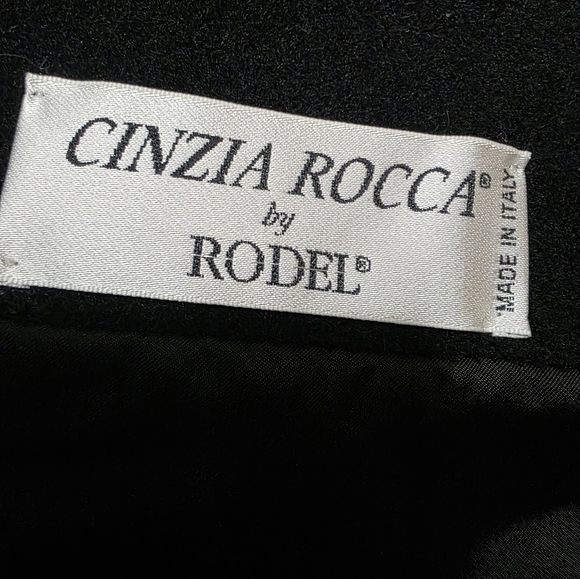 CINZIA ROCCA®
by
RODEL®
MADE IN ITALY